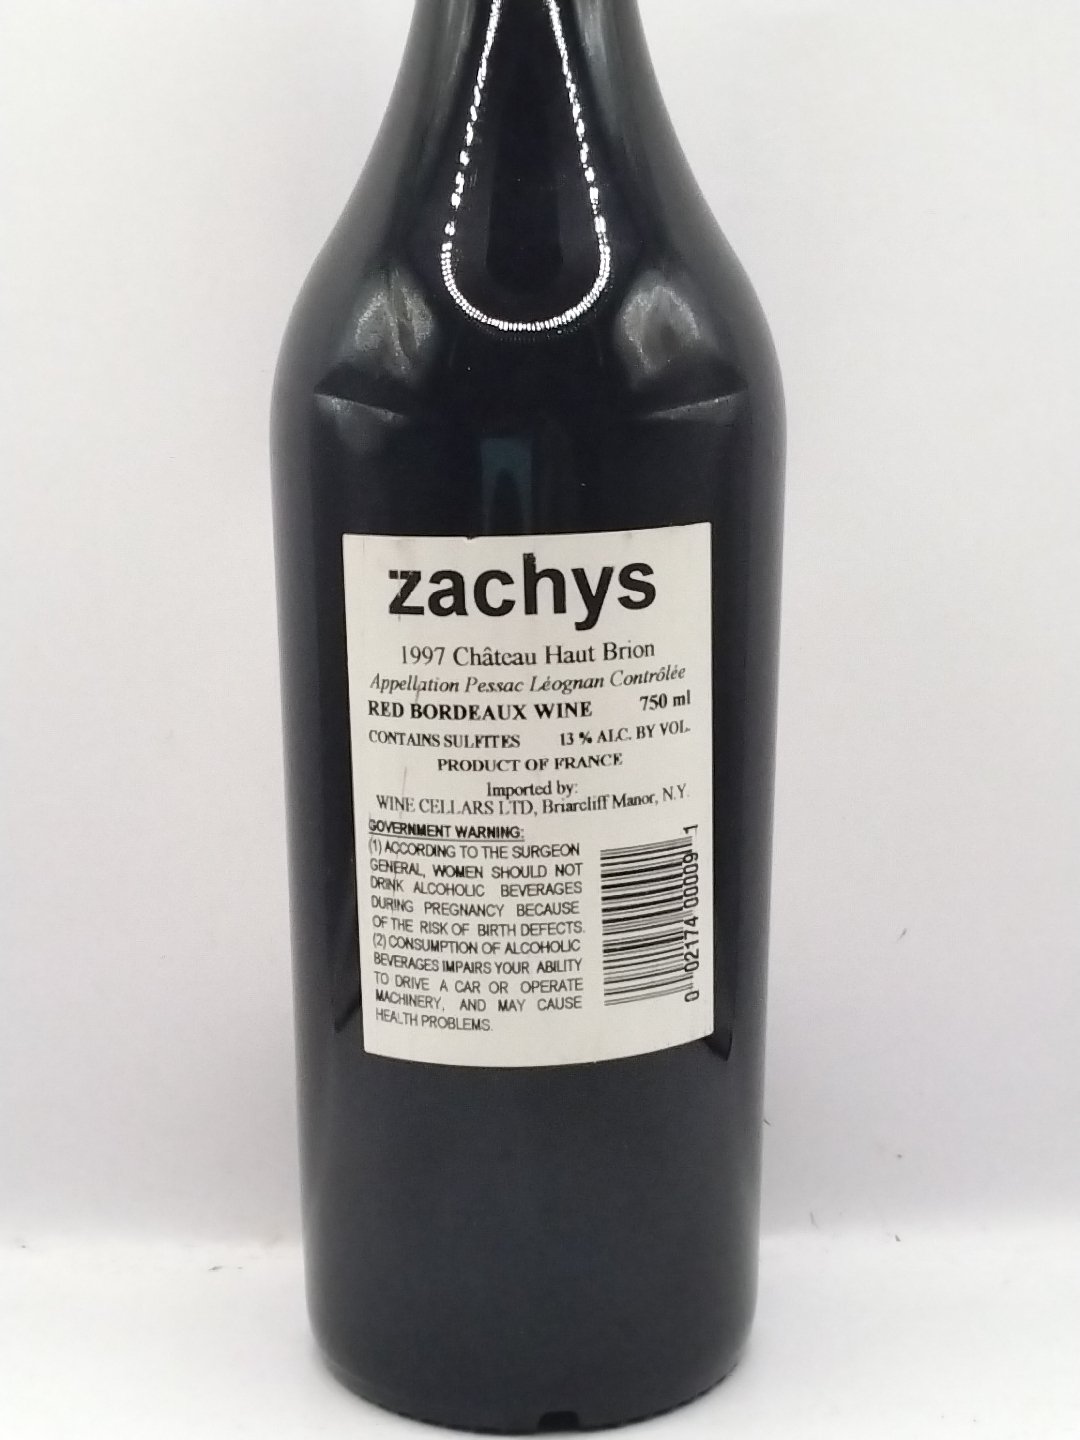 zachys
1997 Château Haut Brion
Appellation Pessac Léognan Contrôlée
RED BORDEAUX WINE 750 ml
CONTAINS SULFITES 13 % ALC. BY VOL.
PRODUCT OF FRANCE
Imported by:
WINE CELLARS LTD, Briarcliff Manor, N.Y.
GOVERNMENT WARNING:
(1) ACCORDING TO THE SURGEON
GENERAL, WOMEN SHOULD NOT
DRINK ALCOHOLIC BEVERAGES
DURING PREGNANCY BECAUSE
OF THE RISK OF BIRTH DEFECTS.
(2) CONSUMPTION OF ALCOHOLIC
BEVERAGES IMPAIRS YOUR ABILITY
TO DRIVE A CAR OR OPERATE
MACHINERY, AND MAY CAUSE
HEALTH PROBLEMS.
0 02174 00009 1